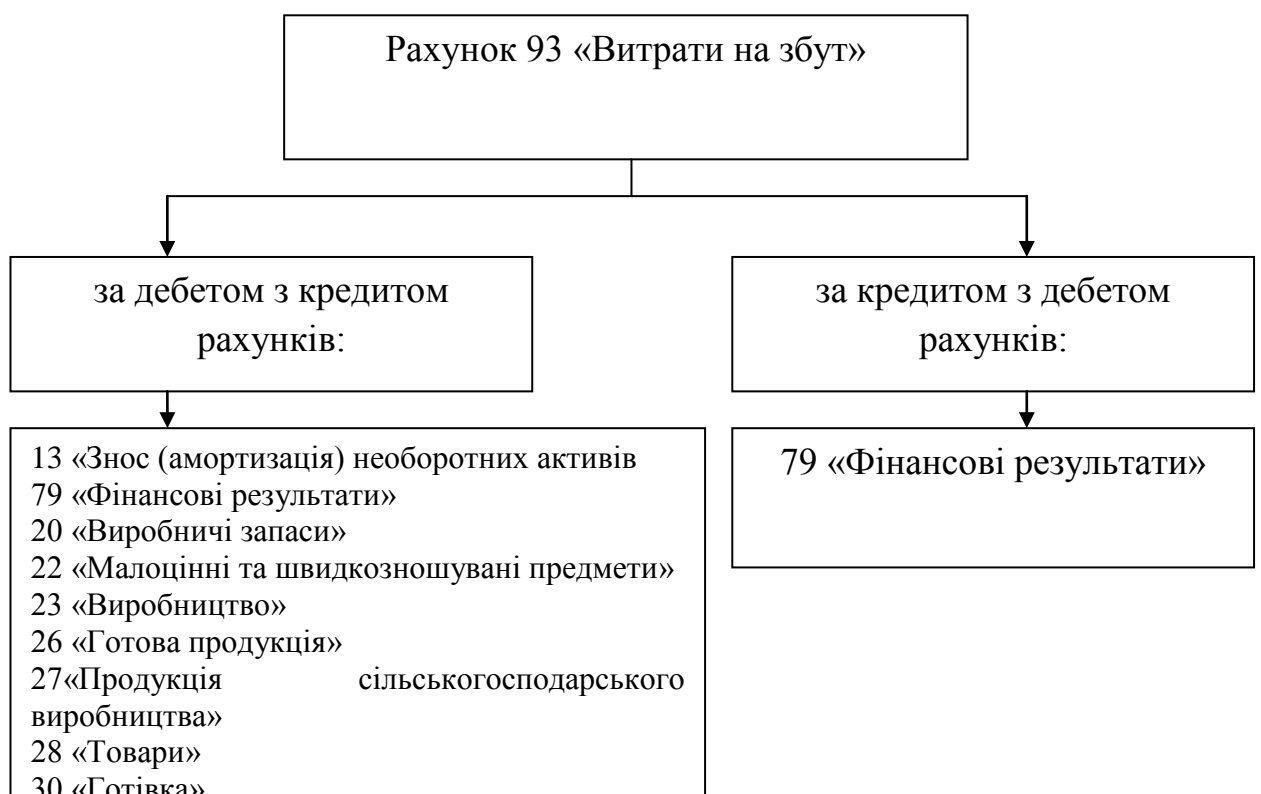 Рахунок 93 «Витрати на збут»
за дебетом з кредитом
рахунків:
за кредитом з дебетом
рахунків:
13 «Знос (амортизація) необоротних активів
79 «Фінансові результати»
20 «Виробничі запаси»
22 «Малоцінні та швидкозношувані предмети»
23 «Виробництво»
26 «Готова продукція»
27«Продукція сільськогосподарського
виробництва»
28 «Товари»
30 «Готівка»
79 «Фінансові результати»